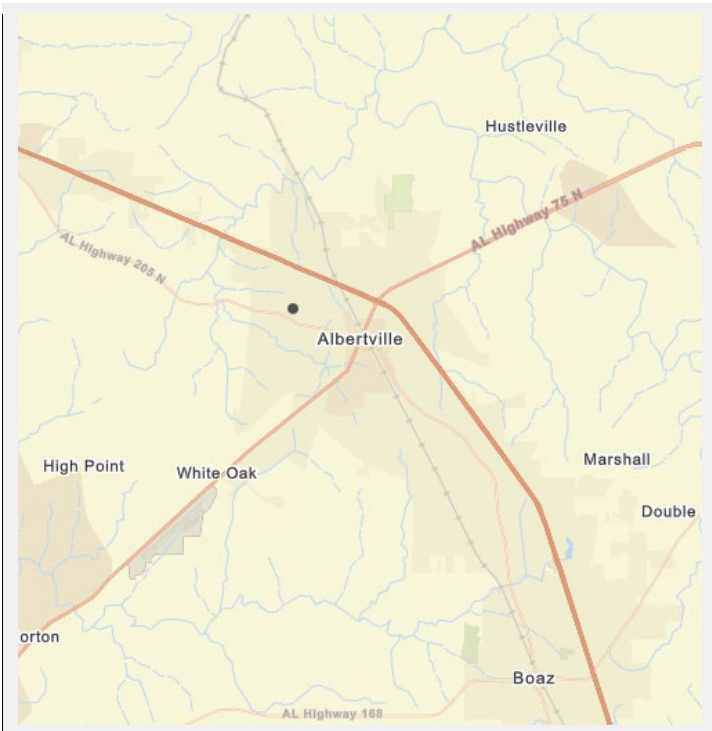 Hustleville
AL Highway 75 N
AL Highway 205 N
Albertville
High Point
White Oak
Marshall
Double
orton
Boaz
AL Highway 168